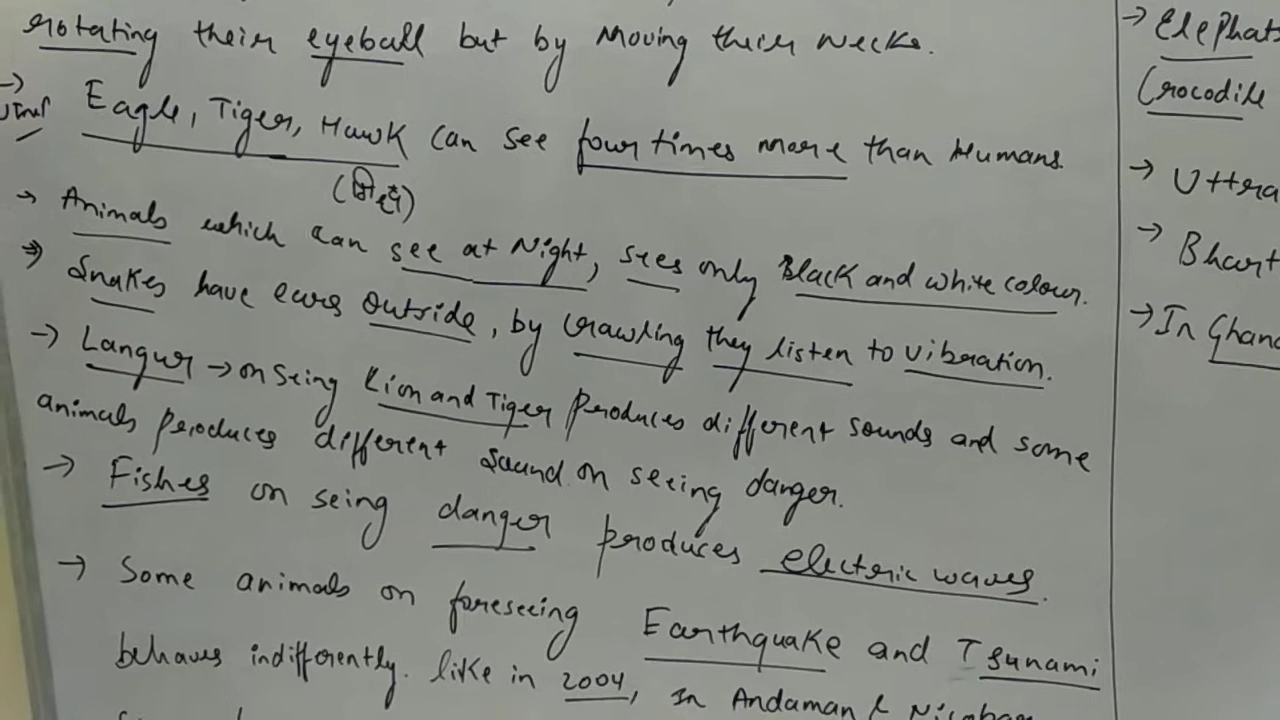 rotating their eyeball but by moving their necks.
→ Eagle, Tiger, Hawk can see four times more than Humans.
→ Animals which can see at Night, sees only Black and white colour.
→ Snakes have ears outside, by crawling they listen to vibration.
→ Langur → on seing Lion and Tiger produces different sounds and some
animals produces different sound on seeing danger.
→ Fishes on seing danger produces electric waves.
→ Some animals on foreseeing Earthquake and Tsunami
behaves indifferently. like in 2004, In Andaman &
→ Elephats
Crocodile
→ Uttra
→ Bhart
→ In Ghana